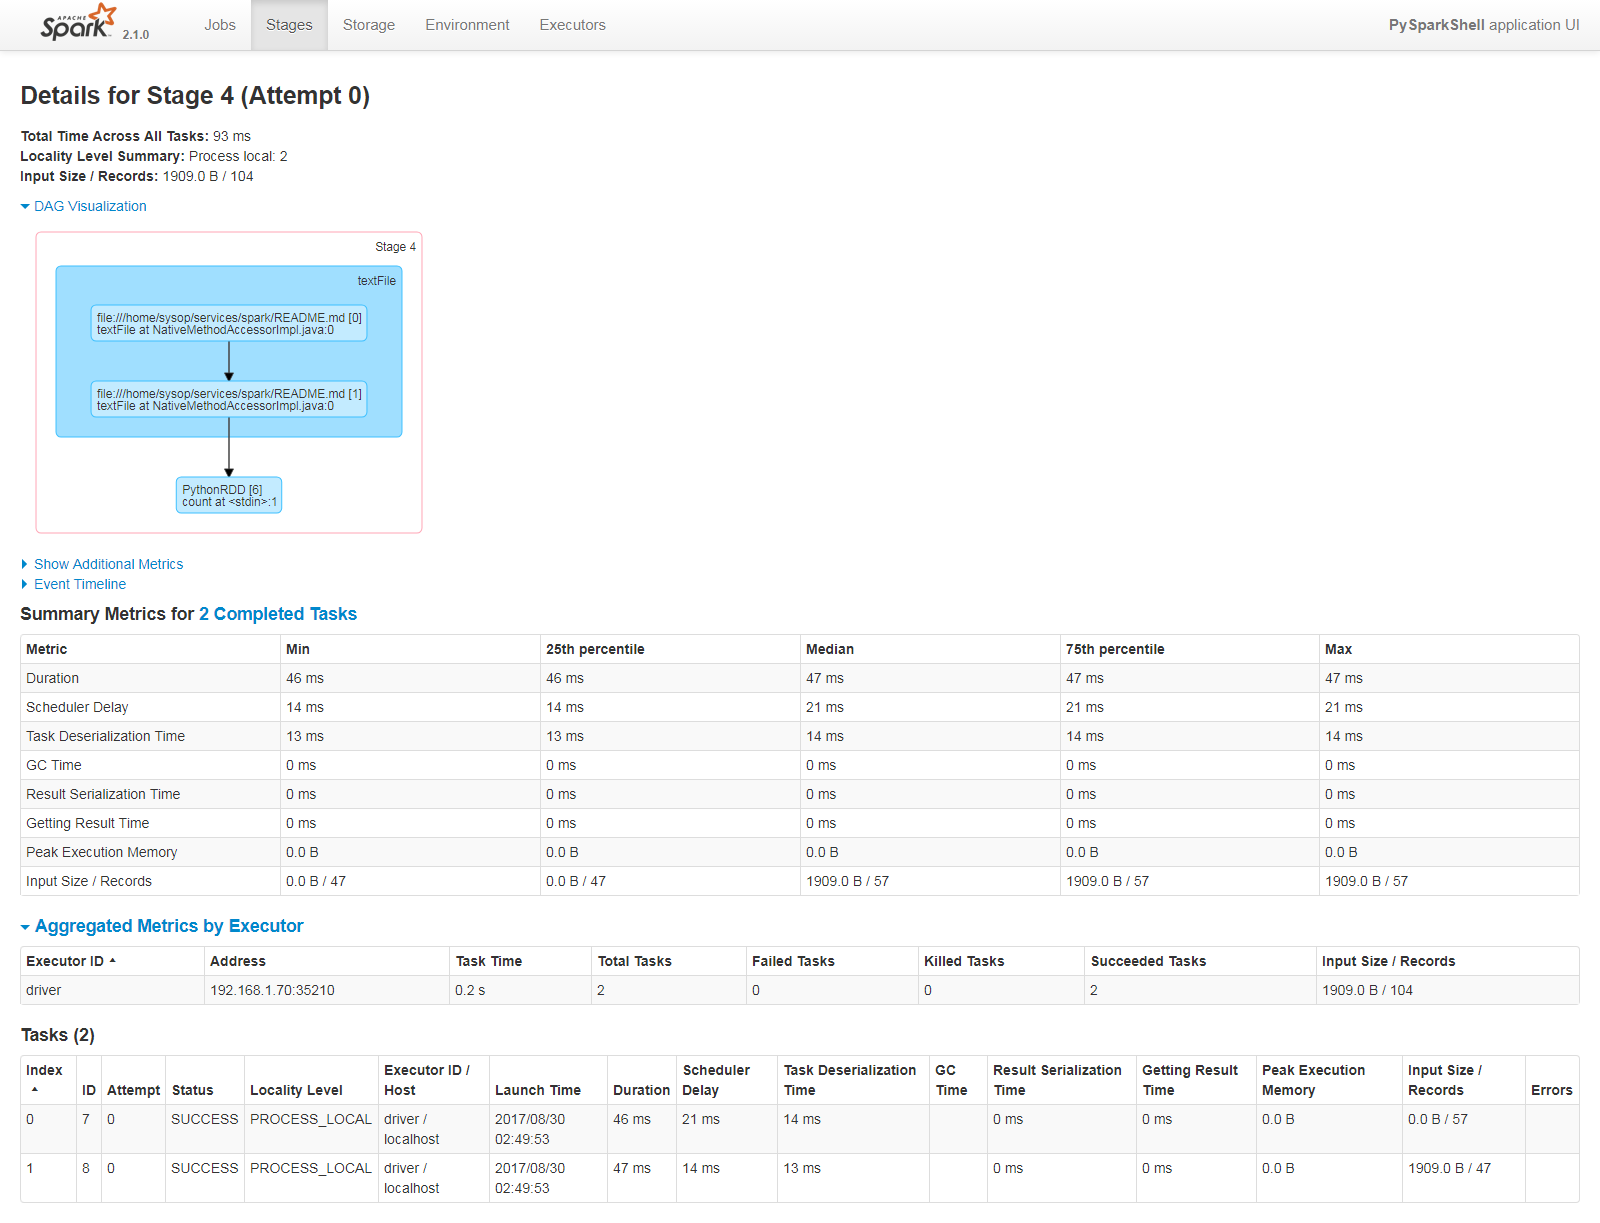 APACHE
Spark 2.1.0 Jobs Stages Storage Environment Executors PySparkShell application UI
Details for Stage 4 (Attempt 0)
Total Time Across All Tasks: 93 ms
Locality Level Summary: Process local: 2
Input Size / Records: 1909.0 B / 104
DAG Visualization
Stage 4
textFile
file:///home/sysop/services/spark/README.md [0]
textFile at NativeMethodAccessorImpl.java:0
file:///home/sysop/services/spark/README.md [1]
textFile at NativeMethodAccessorImpl.java:0
PythonRDD [6]
count at <stdin>:1
Show Additional Metrics
Event Timeline
Summary Metrics for 2 Completed Tasks
Metric Min 25th percentile Median 75th percentile Max
Duration 46 ms 46 ms 47 ms 47 ms 47 ms
Scheduler Delay 14 ms 14 ms 21 ms 21 ms 21 ms
Task Deserialization Time 13 ms 13 ms 14 ms 14 ms 14 ms
GC Time 0 ms 0 ms 0 ms 0 ms 0 ms
Result Serialization Time 0 ms 0 ms 0 ms 0 ms 0 ms
Getting Result Time 0 ms 0 ms 0 ms 0 ms 0 ms
Peak Execution Memory 0.0 B 0.0 B 0.0 B 0.0 B 0.0 B
Input Size / Records 0.0 B / 47 0.0 B / 47 1909.0 B / 57 1909.0 B / 57 1909.0 B / 57
Aggregated Metrics by Executor
Executor ID Address Task Time Total Tasks Failed Tasks Killed Tasks Succeeded Tasks Input Size / Records
driver 192.168.1.70:35210 0.2 s 2 0 0 2 1909.0 B / 104
Tasks (2)
Index ID Attempt Status Locality Level Executor ID / Host Launch Time Duration Scheduler Delay Task Deserialization Time GC Time Result Serialization Time Getting Result Time Peak Execution Memory Input Size / Records Errors
0 7 0 SUCCESS PROCESS_LOCAL driver / localhost 2017/08/30 02:49:53 46 ms 21 ms 14 ms 0 ms 0 ms 0.0 B 0.0 B / 57
1 8 0 SUCCESS PROCESS_LOCAL driver / localhost 2017/08/30 02:49:53 47 ms 14 ms 13 ms 0 ms 0 ms 0.0 B 1909.0 B / 47